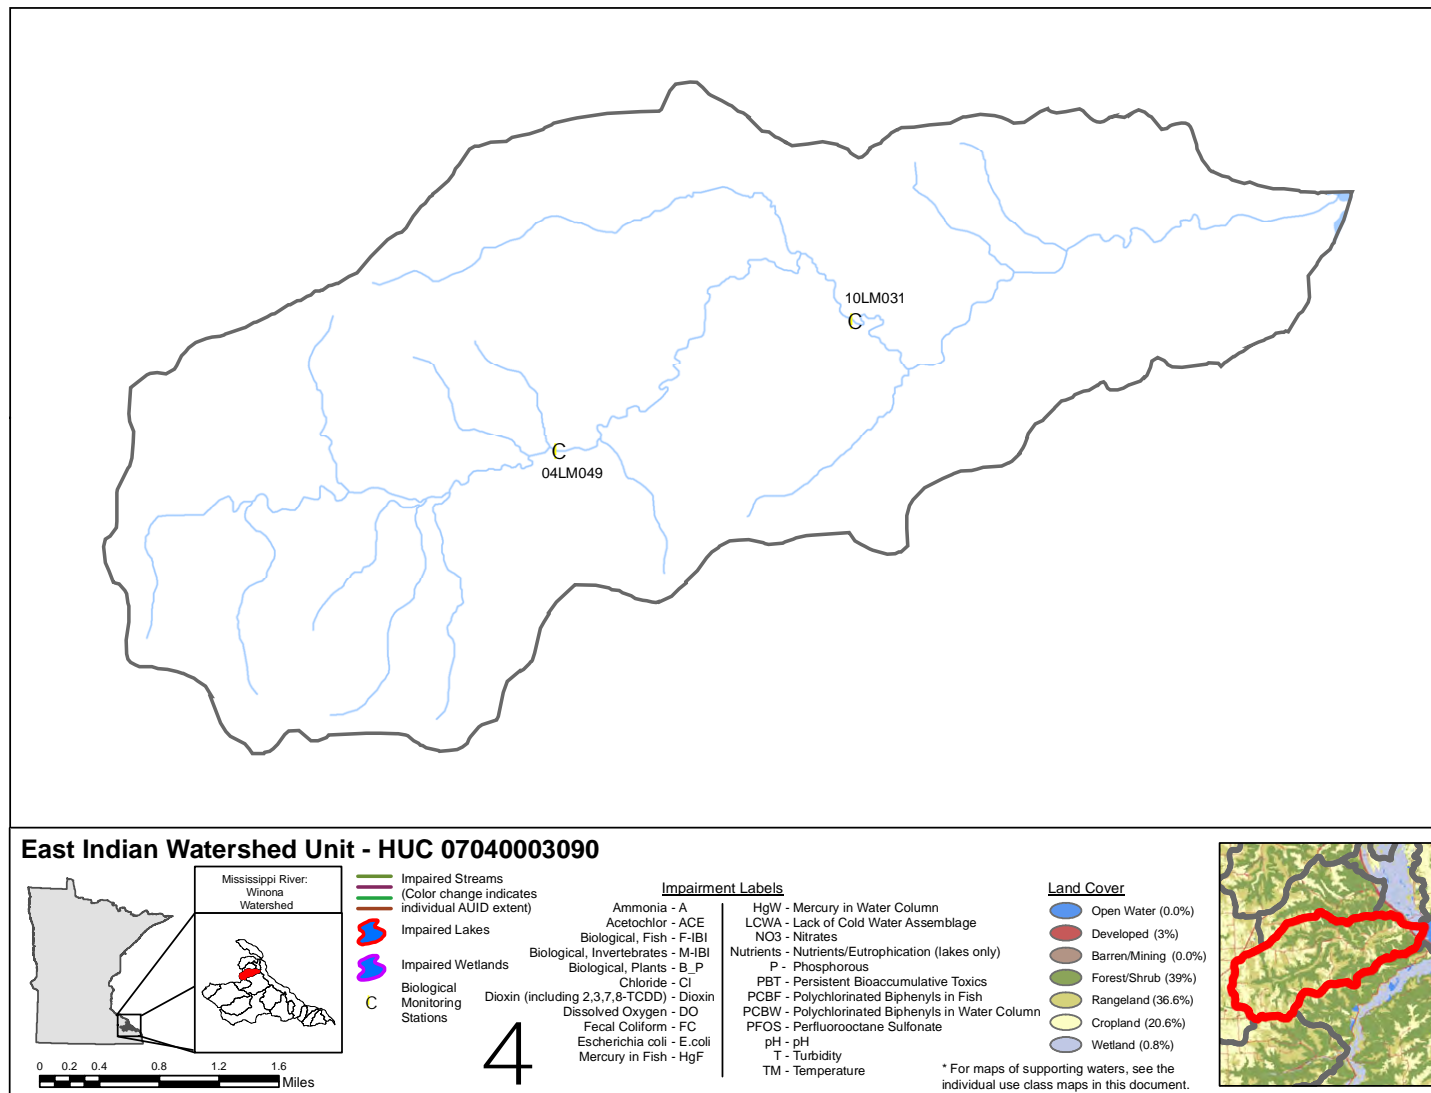 10LM031
C
C
04LM049
East Indian Watershed Unit - HUC 07040003090
Mississippi River:
Winona
Watershed
Impaired Streams
(Color change indicates
individual AUID extent)
Impaired Lakes
Impaired Wetlands
C
Biological
Monitoring
Stations
0 0.2 0.4 0.8 1.2 1.6
Miles
4
Impairment Labels
Ammonia - A
Acetochlor - ACE
Biological, Fish - F-IBI
Biological, Invertebrates - M-IBI
Biological, Plants - B_P
Chloride - Cl
Dioxin (including 2,3,7,8-TCDD) - Dioxin
Dissolved Oxygen - DO
Fecal Coliform - FC
Escherichia coli - E.coli
Mercury in Fish - HgF
HgW - Mercury in Water Column
LCWA - Lack of Cold Water Assemblage
NO3 - Nitrates
Nutrients - Nutrients/Eutrophication (lakes only)
P - Phosphorous
PBT - Persistent Bioaccumulative Toxics
PCBF - Polychlorinated Biphenyls in Fish
PCBW - Polychlorinated Biphenyls in Water Column
PFOS - Perfluorooctane Sulfonate
pH - pH
T - Turbidity
TM - Temperature
Land Cover
Open Water (0.0%)
Developed (3%)
Barren/Mining (0.0%)
Forest/Shrub (39%)
Rangeland (36.6%)
Cropland (20.6%)
Wetland (0.8%)
* For maps of supporting waters, see the
individual use class maps in this document.